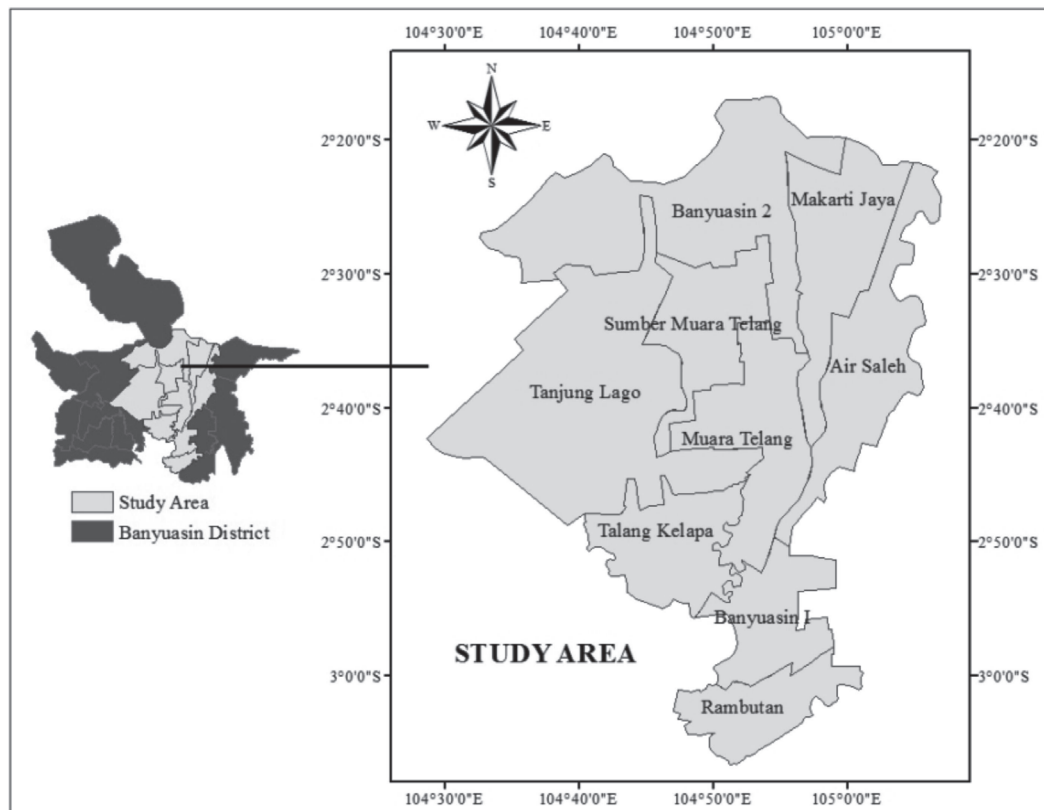 104°30'0"E 104°40'0"E 104°50'0"E 105°0'0"E
N
W E
S
2°20'0"S 2°20'0"S
Makarti Jaya
Banyuasin 2
2°30'0"S 2°30'0"S
Sumber Muara Telang
Air Saleh
Tanjung Lago
2°40'0"S 2°40'0"S
Muara Telang
Study Area
Banyuasin District
Talang Kelapa
2°50'0"S 2°50'0"S
Banyuasin I
STUDY AREA
3°0'0"S 3°0'0"S
Rambutan
104°30'0"E 104°40'0"E 104°50'0"E 105°0'0"E